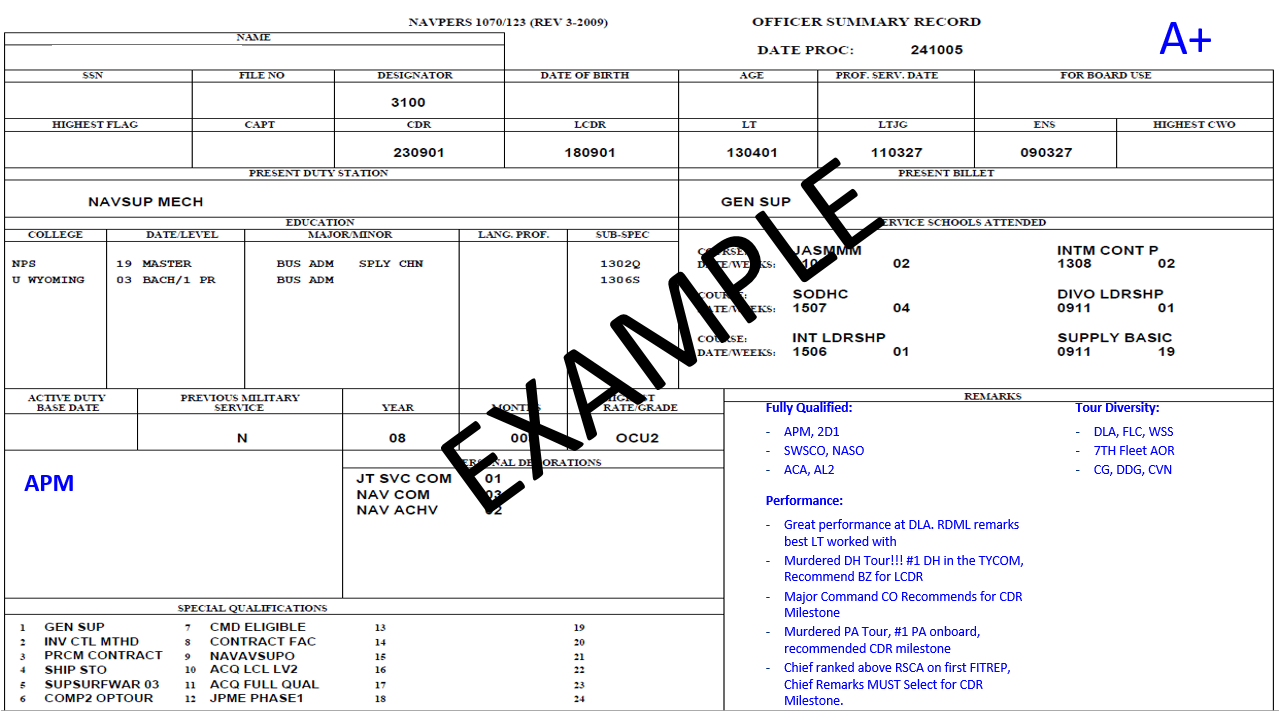 NAVPERS 1070/123 (REV 3-2009) OFFICER SUMMARY RECORD
A+
NAME
DATE PROC: 241005
SSN FILE NO DESIGNATOR DATE OF BIRTH AGE PROF. SERV. DATE FOR BOARD USE
3100
HIGHEST FLAG CAPT CDR LCDR LT LTJG ENS HIGHEST CWO
230901 180901 130401 110327 090327
PRESENT DUTY STATION PRESENT BILLET
NAVSUP MECH GEN SUP
EDUCATION SERVICE SCHOOLS ATTENDED
COLLEGE DATE/LEVEL MAJOR/MINOR LANG. PROF. SUB-SPEC
NPS 19 MASTER BUS ADM SPLY CHN 1302Q
U WYOMING 03 BACH/1 PR BUS ADM 1306S
COURSE: JASMMM INTM CONT P
DATE/WEEKS: 02 1308 02
COURSE: SODHC DIVO LDRSHP
DATE/WEEKS: 1507 04 0911 01
COURSE: INT LDRSHP SUPPLY BASIC
DATE/WEEKS: 1506 01 0911 19
EXAMPLE
ACTIVE DUTY
BASE DATE
PREVIOUS MILITARY
SERVICE
YEAR MONTHS
HIGHEST
RATE/GRADE
N 08 00 OCU2
PERSONAL DECORATIONS
JT SVC COM 01
NAV COM 03
NAV ACHV 02
APM
REMARKS
Fully Qualified:
- APM, 2D1
- SWSCO, NASO
- ACA, AL2
Tour Diversity:
- DLA, FLC, WSS
- 7TH Fleet AOR
- CG, DDG, CVN
Performance:
- Great performance at DLA. RDML remarks
best LT worked with
- Murdered DH Tour!!! #1 DH in the TYCOM,
Recommend BZ for LCDR
- Major Command CO Recommends for CDR
Milestone
- Murdered PA Tour, #1 PA onboard,
recommended CDR milestone
- Chief ranked above RSCA on first FITREP,
Chief Remarks MUST Select for CDR
Milestone.
SPECIAL QUALIFICATIONS
1 GEN SUP 7 CMD ELIGIBLE 13 19
2 INV CTL MTHD 8 CONTRACT FAC 14 20
3 PRCM CONTRACT 9 NAVAVSUPO 15 21
4 SHIP STO 10 ACQ LCL LV2 16 22
5 SUPSURFWAR 03 11 ACQ FULL QUAL 17 23
6 COMP2 OPTOUR 12 JPME PHASE1 18 24